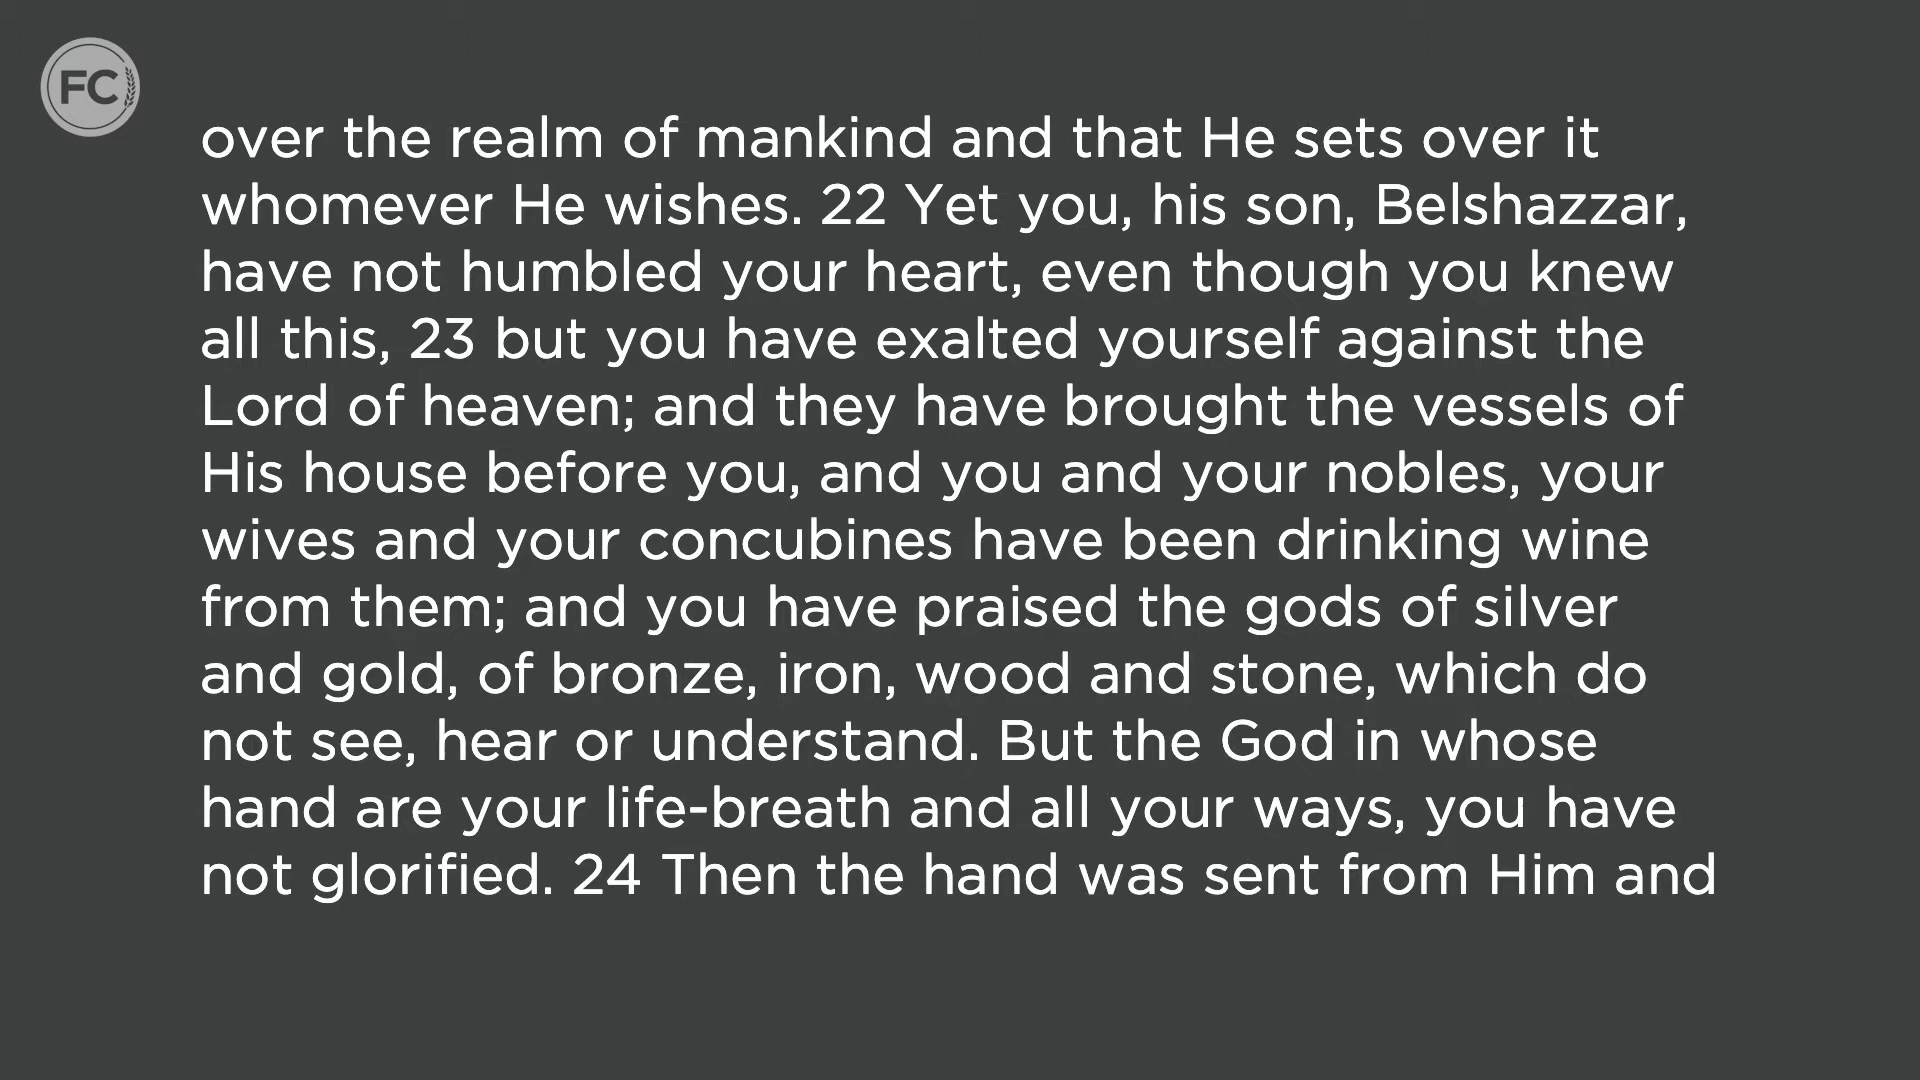 FC
over the realm of mankind and that He sets over it
whomever He wishes. 22 Yet you, his son, Belshazzar,
have not humbled your heart, even though you knew
all this, 23 but you have exalted yourself against the
Lord of heaven; and they have brought the vessels of
His house before you, and you and your nobles, your
wives and your concubines have been drinking wine
from them; and you have praised the gods of silver
and gold, of bronze, iron, wood and stone, which do
not see, hear or understand. But the God in whose
hand are your life-breath and all your ways, you have
not glorified. 24 Then the hand was sent from Him and